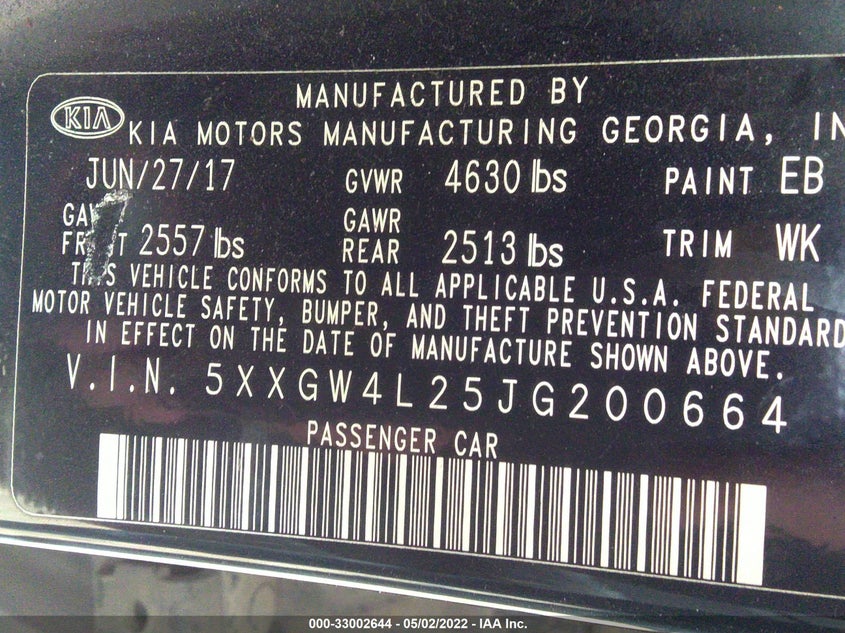 MANUFACTURED BY
KIA KIA MOTORS MANUFACTURING GEORGIA, IN
JUN/27/17 GVWR 4630 lbs PAINT EB
GAWR
2557 lbs REAR 2513 lbs TRIM WK
VEHICLE CONFORMS TO ALL APPLICABLE U.S.A. FEDERAL
MOTOR VEHICLE SAFETY, BUMPER, AND THEFT PREVENTION STANDARD
IN EFFECT ON THE DATE OF MANUFACTURE SHOWN ABOVE.
V.I.N. 5XXGW4L25JG200664
PASSENGER CAR
000-33002644 - 05/02/2022 - IAA Inc.